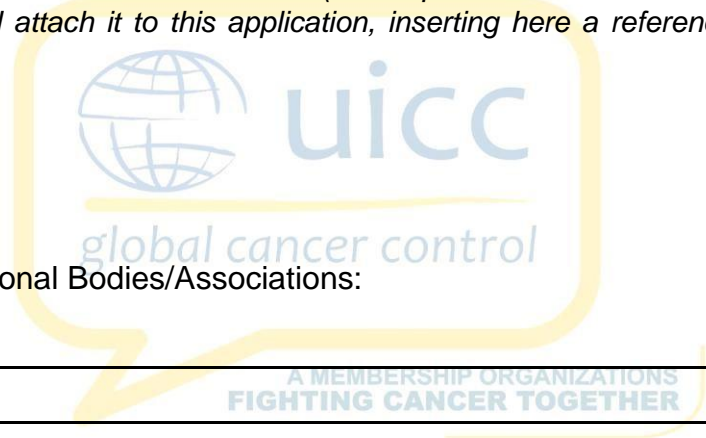 l attach it to this application, inserting here a referenc
uicc
global cancer control
onal Bodies/Associations:
A MEMBERSHIP ORGANIZATIONS
FIGHTING CANCER TOGETHER